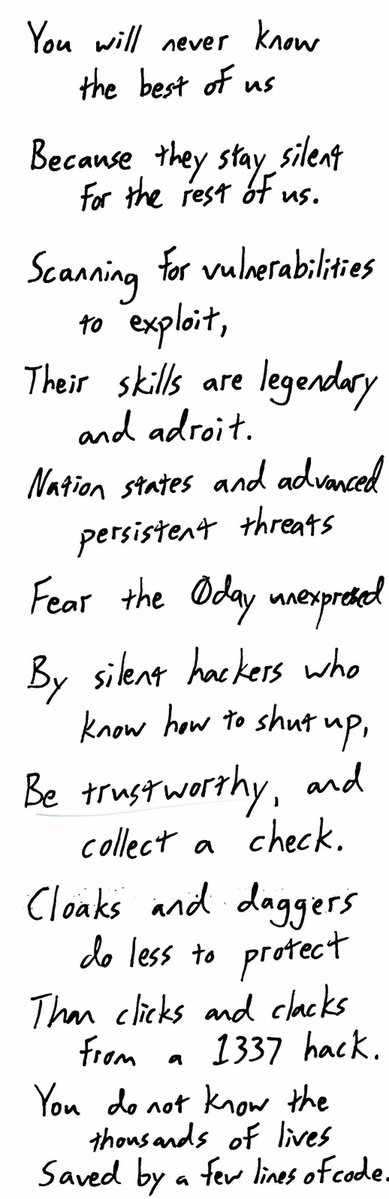 You will never know
the best of us
Because they stay silent
for the rest of us.
Scanning for vulnerabilities
to exploit,
Their skills are legendary
and adroit.
Nation states and advanced
persistent threats
Fear the 0day unexpressed
By silent hackers who
know how to shut up,
Be trustworthy, and
collect a check.
Cloaks and daggers
do less to protect
Than clicks and clacks
from a 1337 hack.
You do not know the
thousands of lives
Saved by a few lines of code.